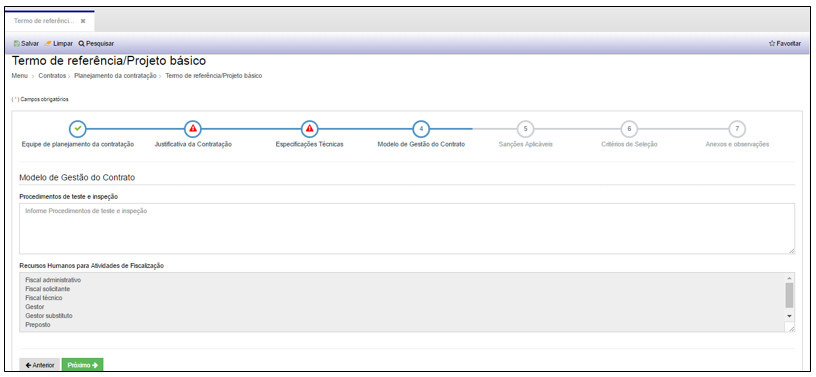 Termo de referênci... ×
Salvar Limpar Pesquisar Favoritar
Termo de referência/Projeto básico
Menu › Contratos › Planejamento da contratação › Termo de referência/Projeto básico
(*) Campos obrigatórios
4 5 6 7
Equipe de planejamento da contratação Justificativa da Contratação Especificações Técnicas Modelo de Gestão do Contrato Sanções Aplicáveis Critérios de Seleção Anexos e observações
Modelo de Gestão do Contrato
Procedimentos de teste e inspeção
Informe Procedimentos de teste e inspeção
Recursos Humanos para Atividades de Fiscalização
Fiscal administrativo
Fiscal solicitante
Fiscal técnico
Gestor
Gestor substituto
Preposto
Anterior Próximo